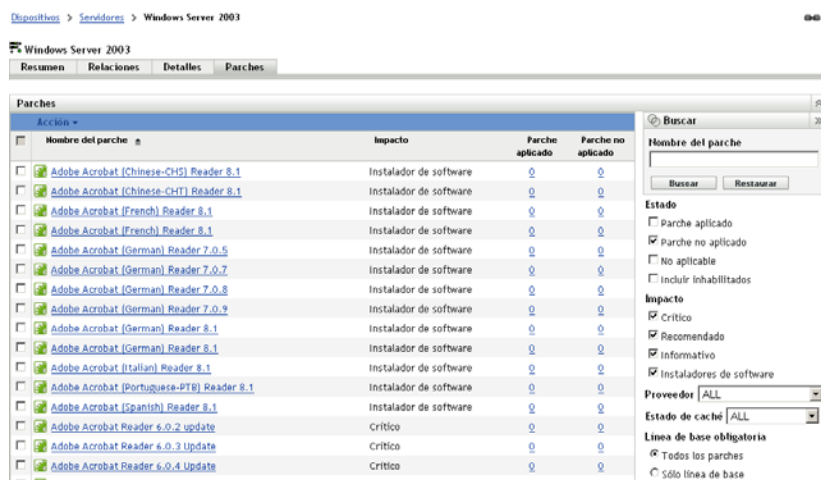 Dispositivos > Servidores > Windows Server 2003
Windows Server 2003
Resumen Relaciones Detalles Parches
Parches
Acción
Nombre del parche Impacto Parche aplicado Parche no aplicado
Adobe Acrobat (Chinese-CHS) Reader 8.1 Instalador de software 0 0
Adobe Acrobat (Chinese-CHT) Reader 8.1 Instalador de software 0 0
Adobe Acrobat (French) Reader 8.1 Instalador de software 0 0
Adobe Acrobat (French) Reader 8.1 Instalador de software 0 0
Adobe Acrobat (German) Reader 7.0.5 Instalador de software 0 0
Adobe Acrobat (German) Reader 7.0.7 Instalador de software 0 0
Adobe Acrobat (German) Reader 7.0.8 Instalador de software 0 0
Adobe Acrobat (German) Reader 7.0.9 Instalador de software 0 0
Adobe Acrobat (German) Reader 8.1 Instalador de software 0 0
Adobe Acrobat (German) Reader 8.1 Instalador de software 0 0
Adobe Acrobat (Italian) Reader 8.1 Instalador de software 0 0
Adobe Acrobat (Portuguese-PTB) Reader 8.1 Instalador de software 0 0
Adobe Acrobat (Spanish) Reader 8.1 Instalador de software 0 0
Adobe Acrobat Reader 6.0.2 update Crítico 0 0
Adobe Acrobat Reader 6.0.3 Update Crítico 0 0
Adobe Acrobat Reader 6.0.4 Update Crítico 0 0
Buscar
Nombre del parche
Buscar Restaurar
Estado
Parche aplicado
Parche no aplicado
No aplicable
Incluir inhabilitados
Impacto
Crítico
Recomendado
Informativo
Instaladores de software
Proveedor ALL
Estado de caché ALL
Línea de base obligatoria
Todos los parches
Sólo línea de base